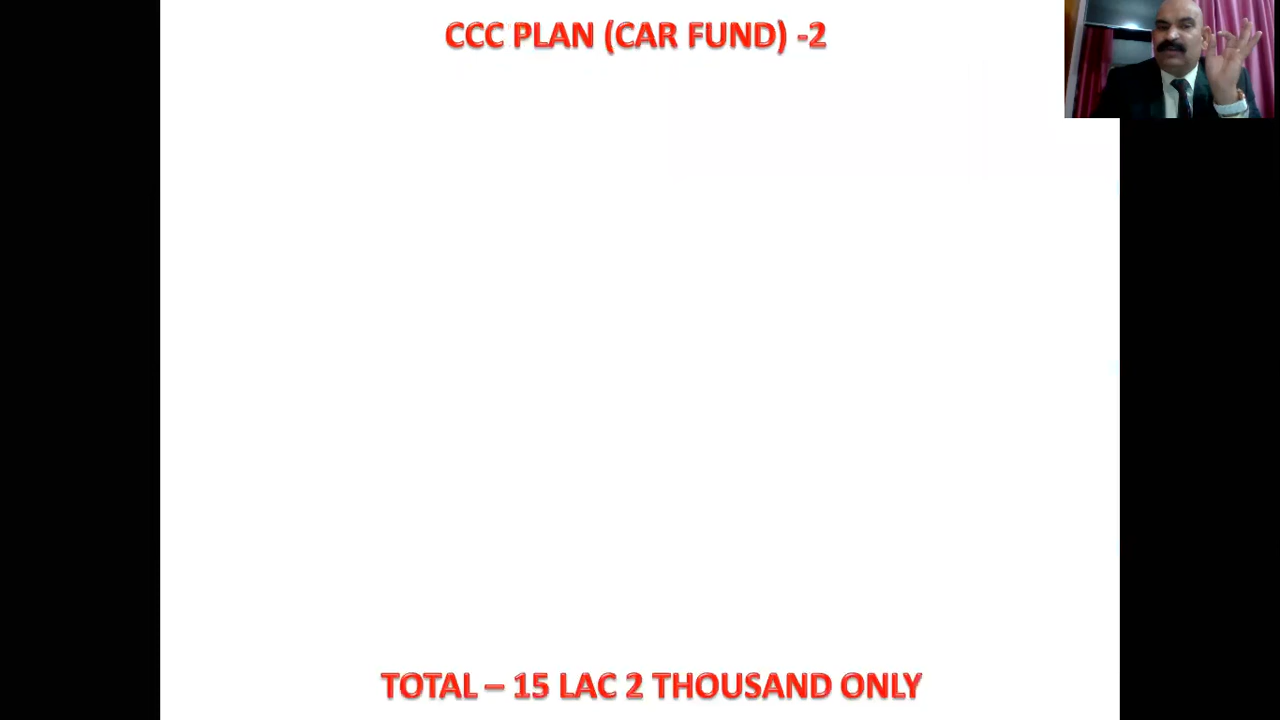 CCC PLAN (CAR FUND) -2
TOTAL – 15 LAC 2 THOUSAND ONLY